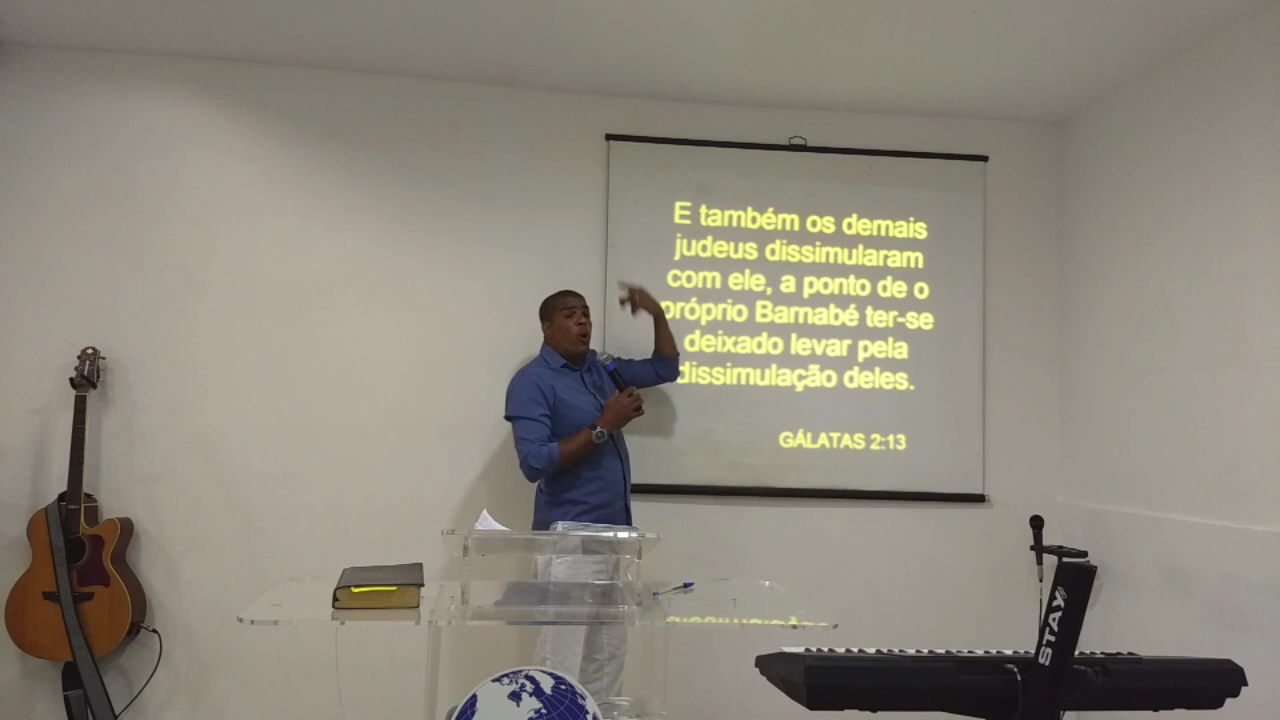 E também os demais
judeus dissimularam
com ele, a ponto de o
próprio Barnabé ter-se
deixado levar pela
dissimulação deles.
GÁLATAS 2:13
STAY